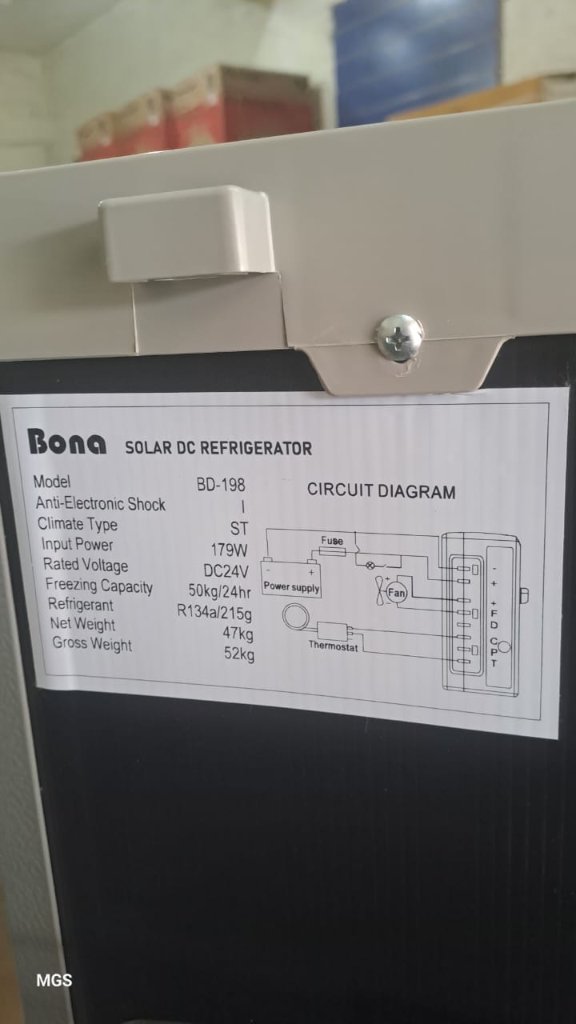 Bona SOLAR DC REFRIGERATOR
Model BD-198
Anti-Electronic Shock I
Climate Type ST
Input Power 179W
Rated Voltage DC24V
Freezing Capacity 50kg/24hr
Refrigerant R134a/215g
Net Weight 47kg
Gross Weight 52kg
CIRCUIT DIAGRAM
Fuse
- +
Power supply
+
Fan
-
Thermostat
-
+
+
F
D
C
P
T
MGS